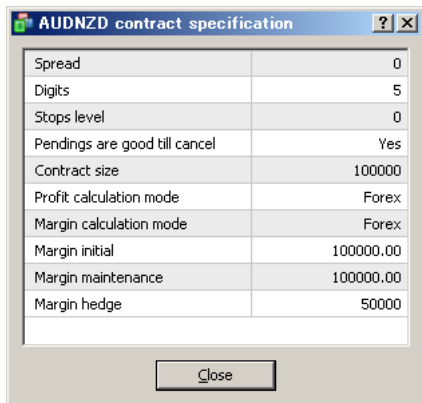 AUDNZD contract specification
Spread 0
Digits 5
Stops level 0
Pendings are good till cancel Yes
Contract size 100000
Profit calculation mode Forex
Margin calculation mode Forex
Margin initial 100000.00
Margin maintenance 100000.00
Margin hedge 50000
Close